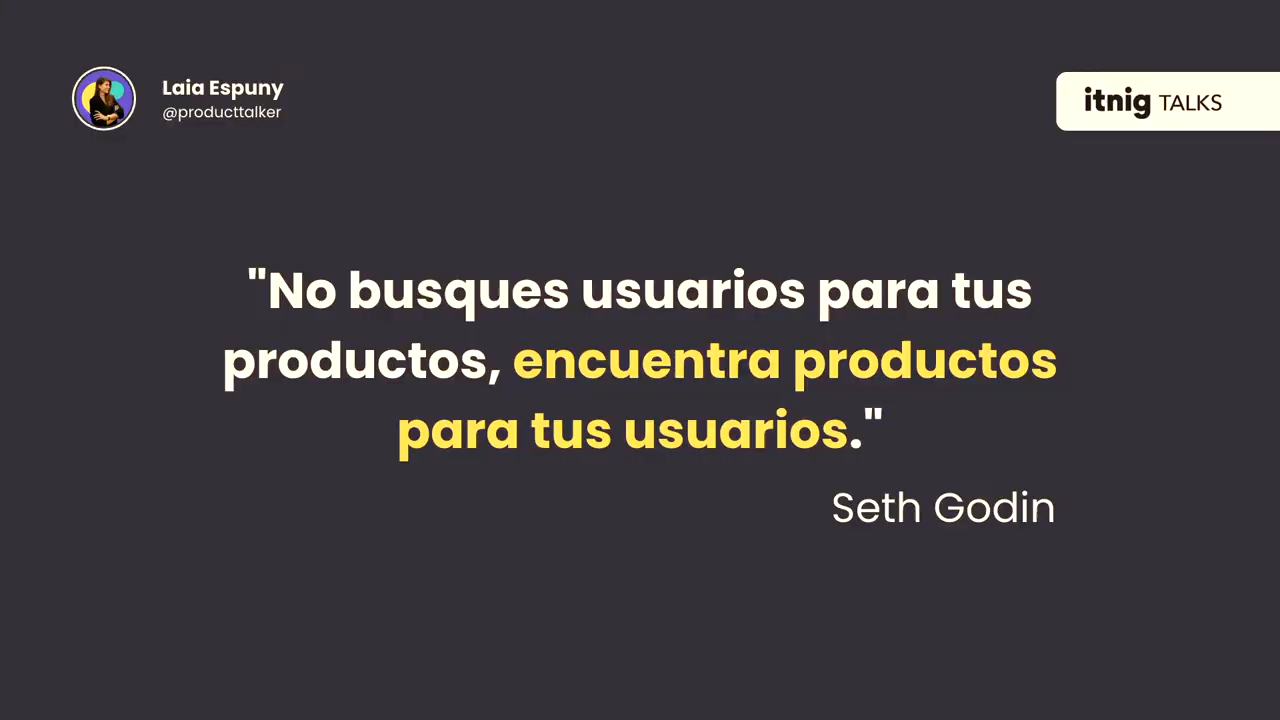 Laia Espuny
@producttalker
itnig TALKS
"No busques usuarios para tus
productos, encuentra productos
para tus usuarios."
Seth Godin